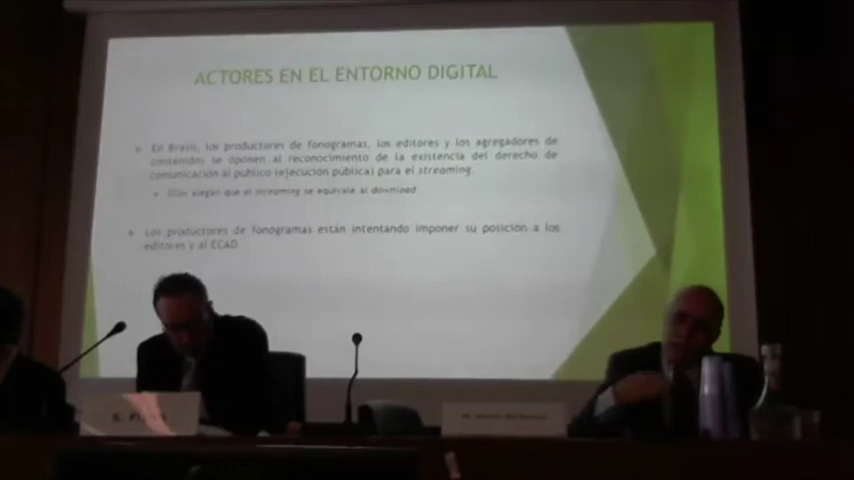 ACTORES EN EL ENTORNO DIGITAL
En Brasil, los productores de fonogramas, los editores y los agregadores de
contenidos se oponen al reconocimiento de la existencia del derecho de
comunicación al público (ejecución pública) para el streaming.
Ellos alegan que el streaming se equivale al download
Los productores de fonogramas están intentando imponer su posición a los
editores y al ECAD
S.